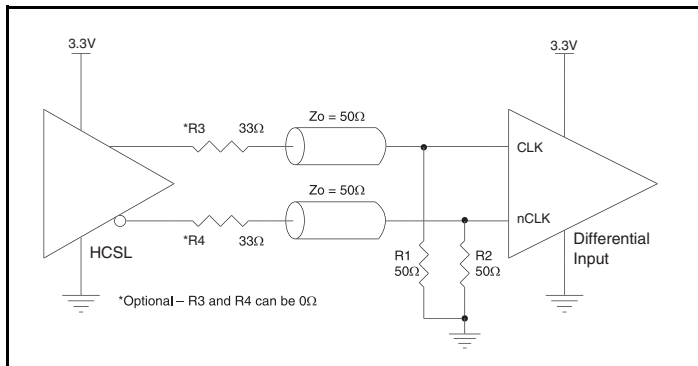 3.3V
3.3V
*R3 33Ω
Zo = 50Ω
CLK
Zo = 50Ω
nCLK
*R4 33Ω
HCSL
R1
50Ω
R2
50Ω
Differential
Input
*Optional – R3 and R4 can be 0Ω